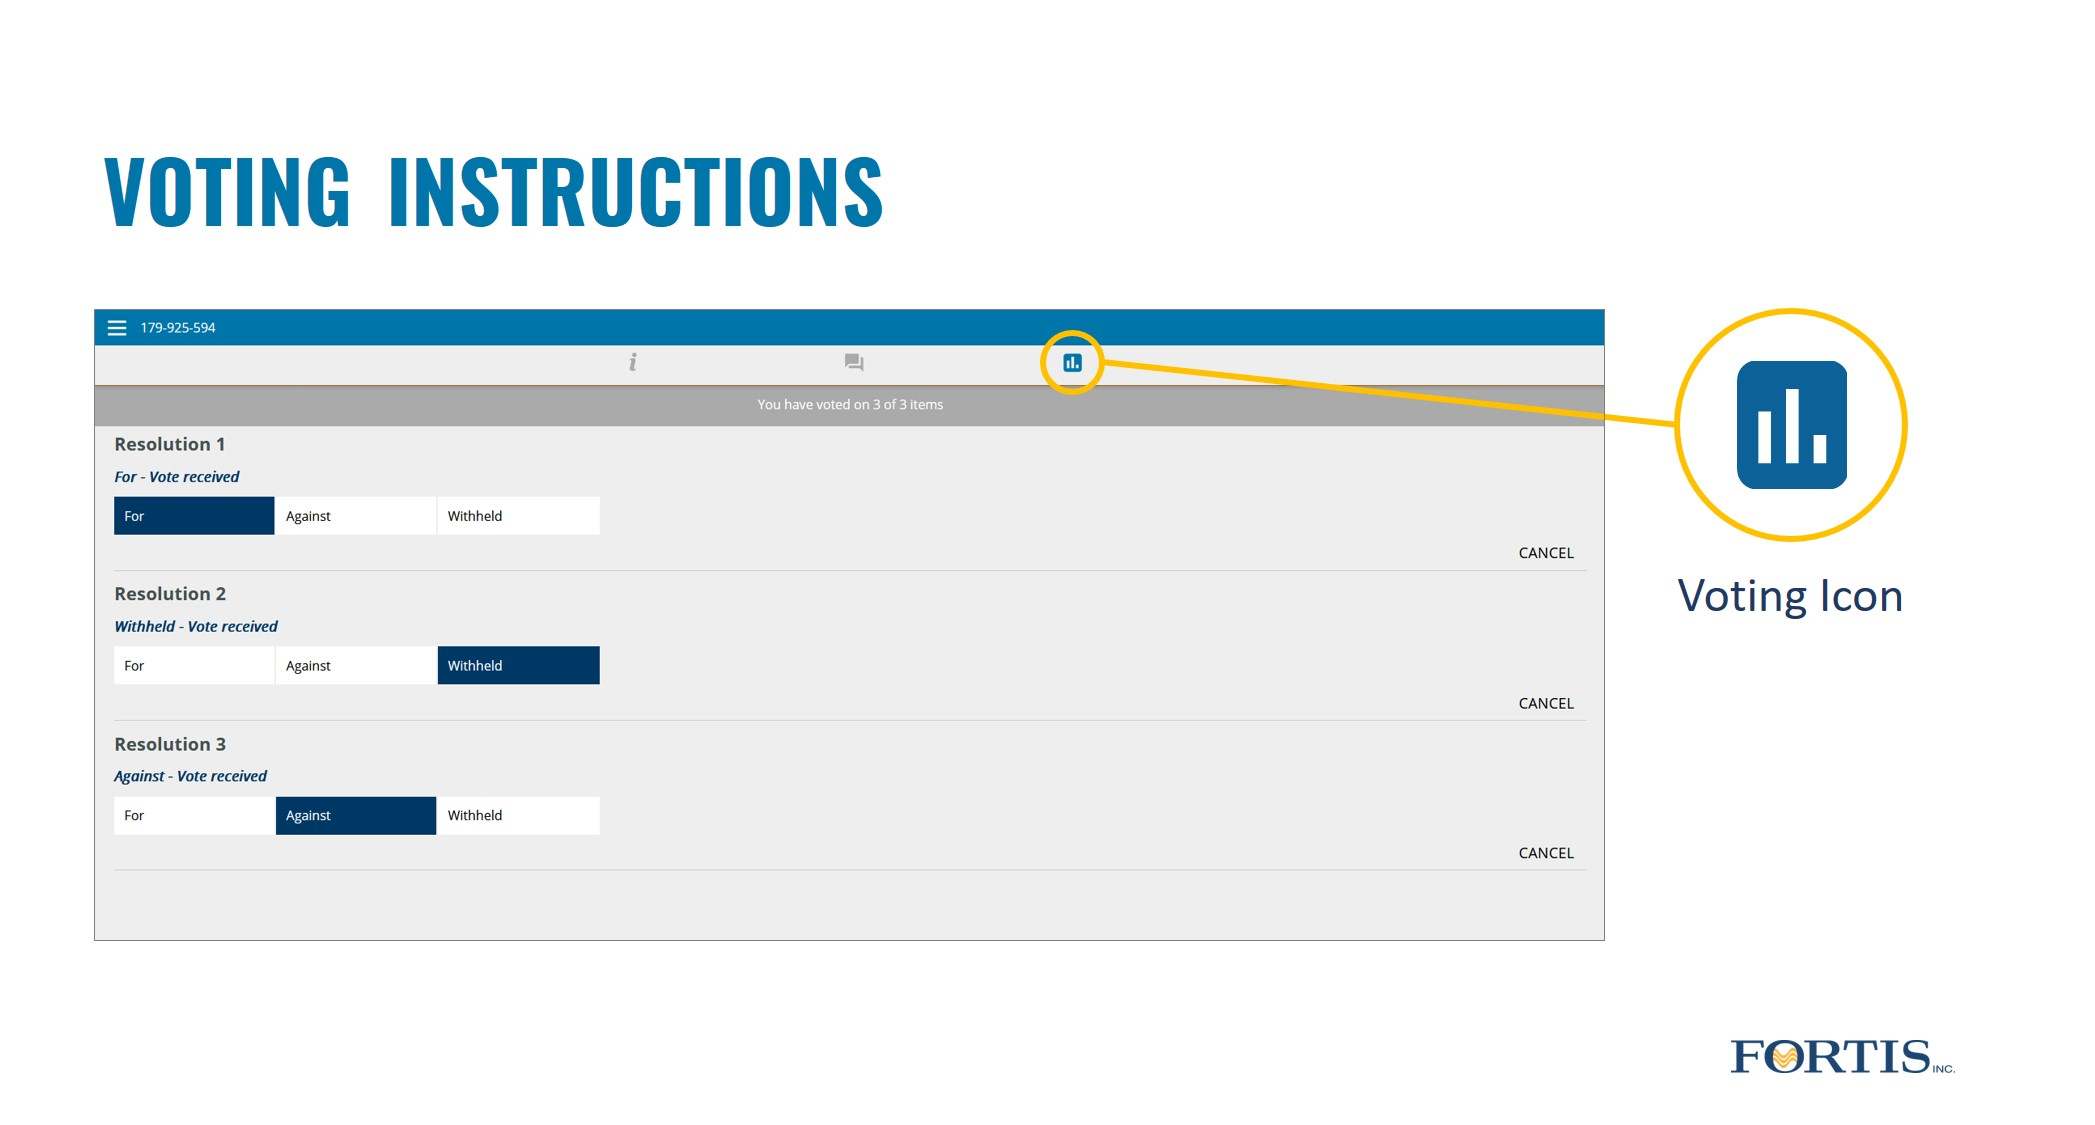 VOTING INSTRUCTIONS
179-925-594
You have voted on 3 of 3 items
Resolution 1
For - Vote received
For Against Withheld
CANCEL
Resolution 2
Withheld - Vote received
For Against Withheld
CANCEL
Resolution 3
Against - Vote received
For Against Withheld
CANCEL
Voting Icon
FORTIS INC.